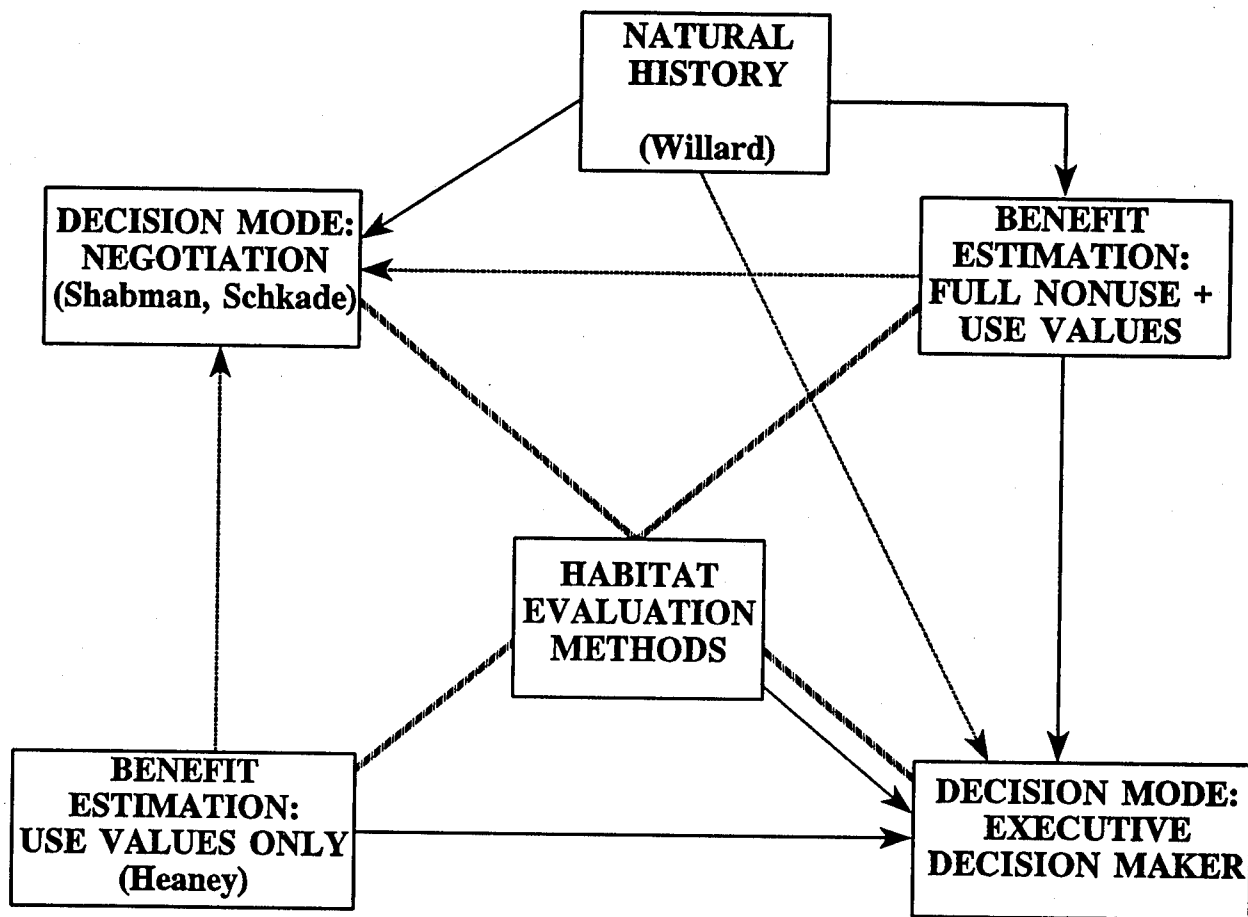 NATURAL
HISTORY
(Willard)
DECISION MODE:
NEGOTIATION
(Shabman, Schkade)
BENEFIT
ESTIMATION:
FULL NONUSE +
USE VALUES
HABITAT
EVALUATION
METHODS
BENEFIT
ESTIMATION:
USE VALUES ONLY
(Heaney)
DECISION MODE:
EXECUTIVE
DECISION MAKER